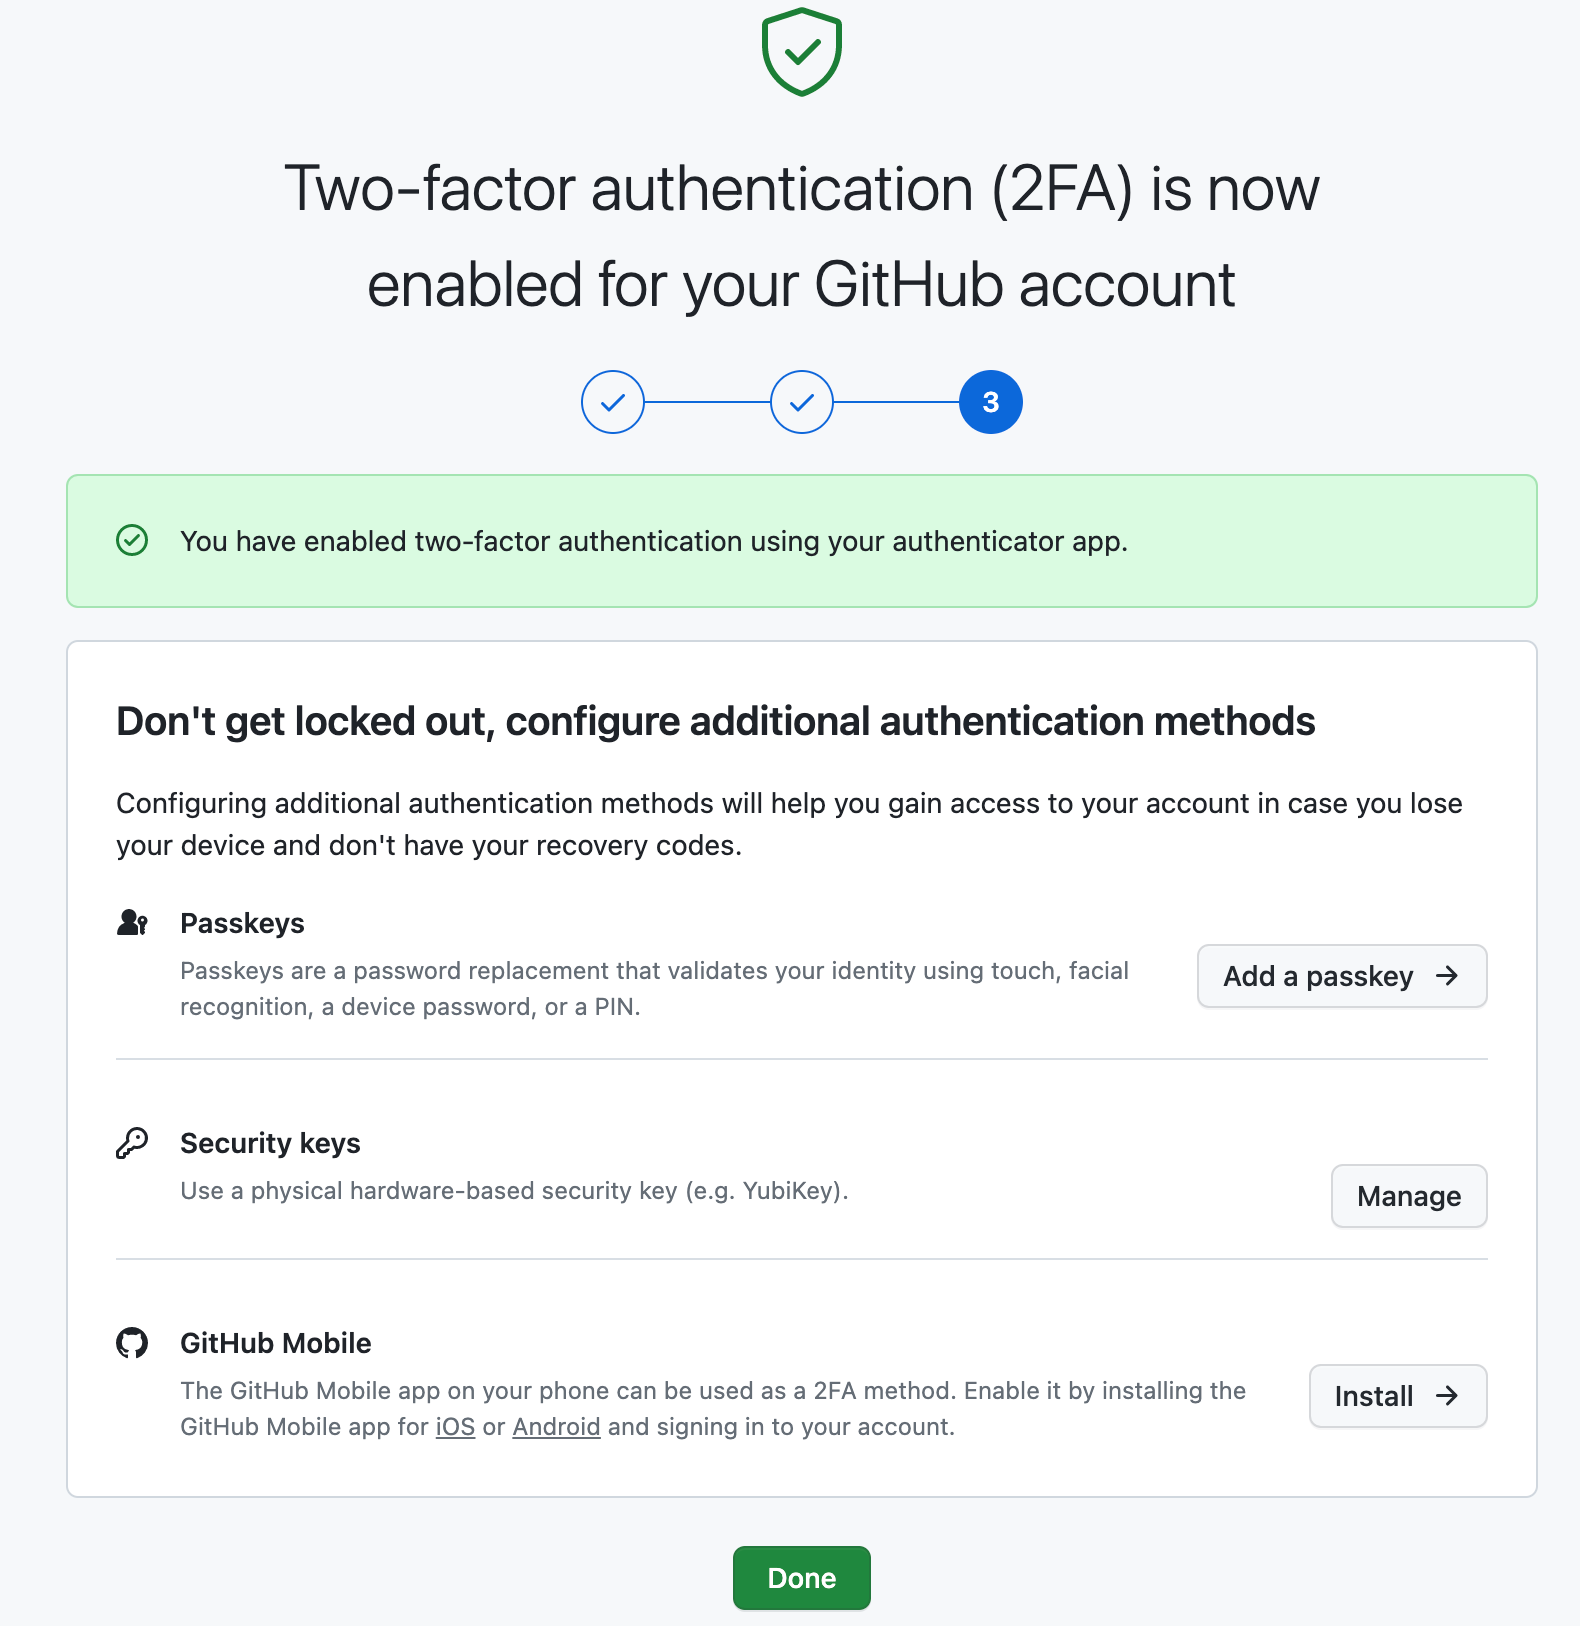 Two-factor authentication (2FA) is now
enabled for your GitHub account
3
You have enabled two-factor authentication using your authenticator app.
Don't get locked out, configure additional authentication methods
Configuring additional authentication methods will help you gain access to your account in case you lose
your device and don't have your recovery codes.
Passkeys
Passkeys are a password replacement that validates your identity using touch, facial
recognition, a device password, or a PIN.
Add a passkey →
Security keys
Use a physical hardware-based security key (e.g. YubiKey).
Manage
GitHub Mobile
The GitHub Mobile app on your phone can be used as a 2FA method. Enable it by installing the
GitHub Mobile app for iOS or Android and signing in to your account.
Install →
Done